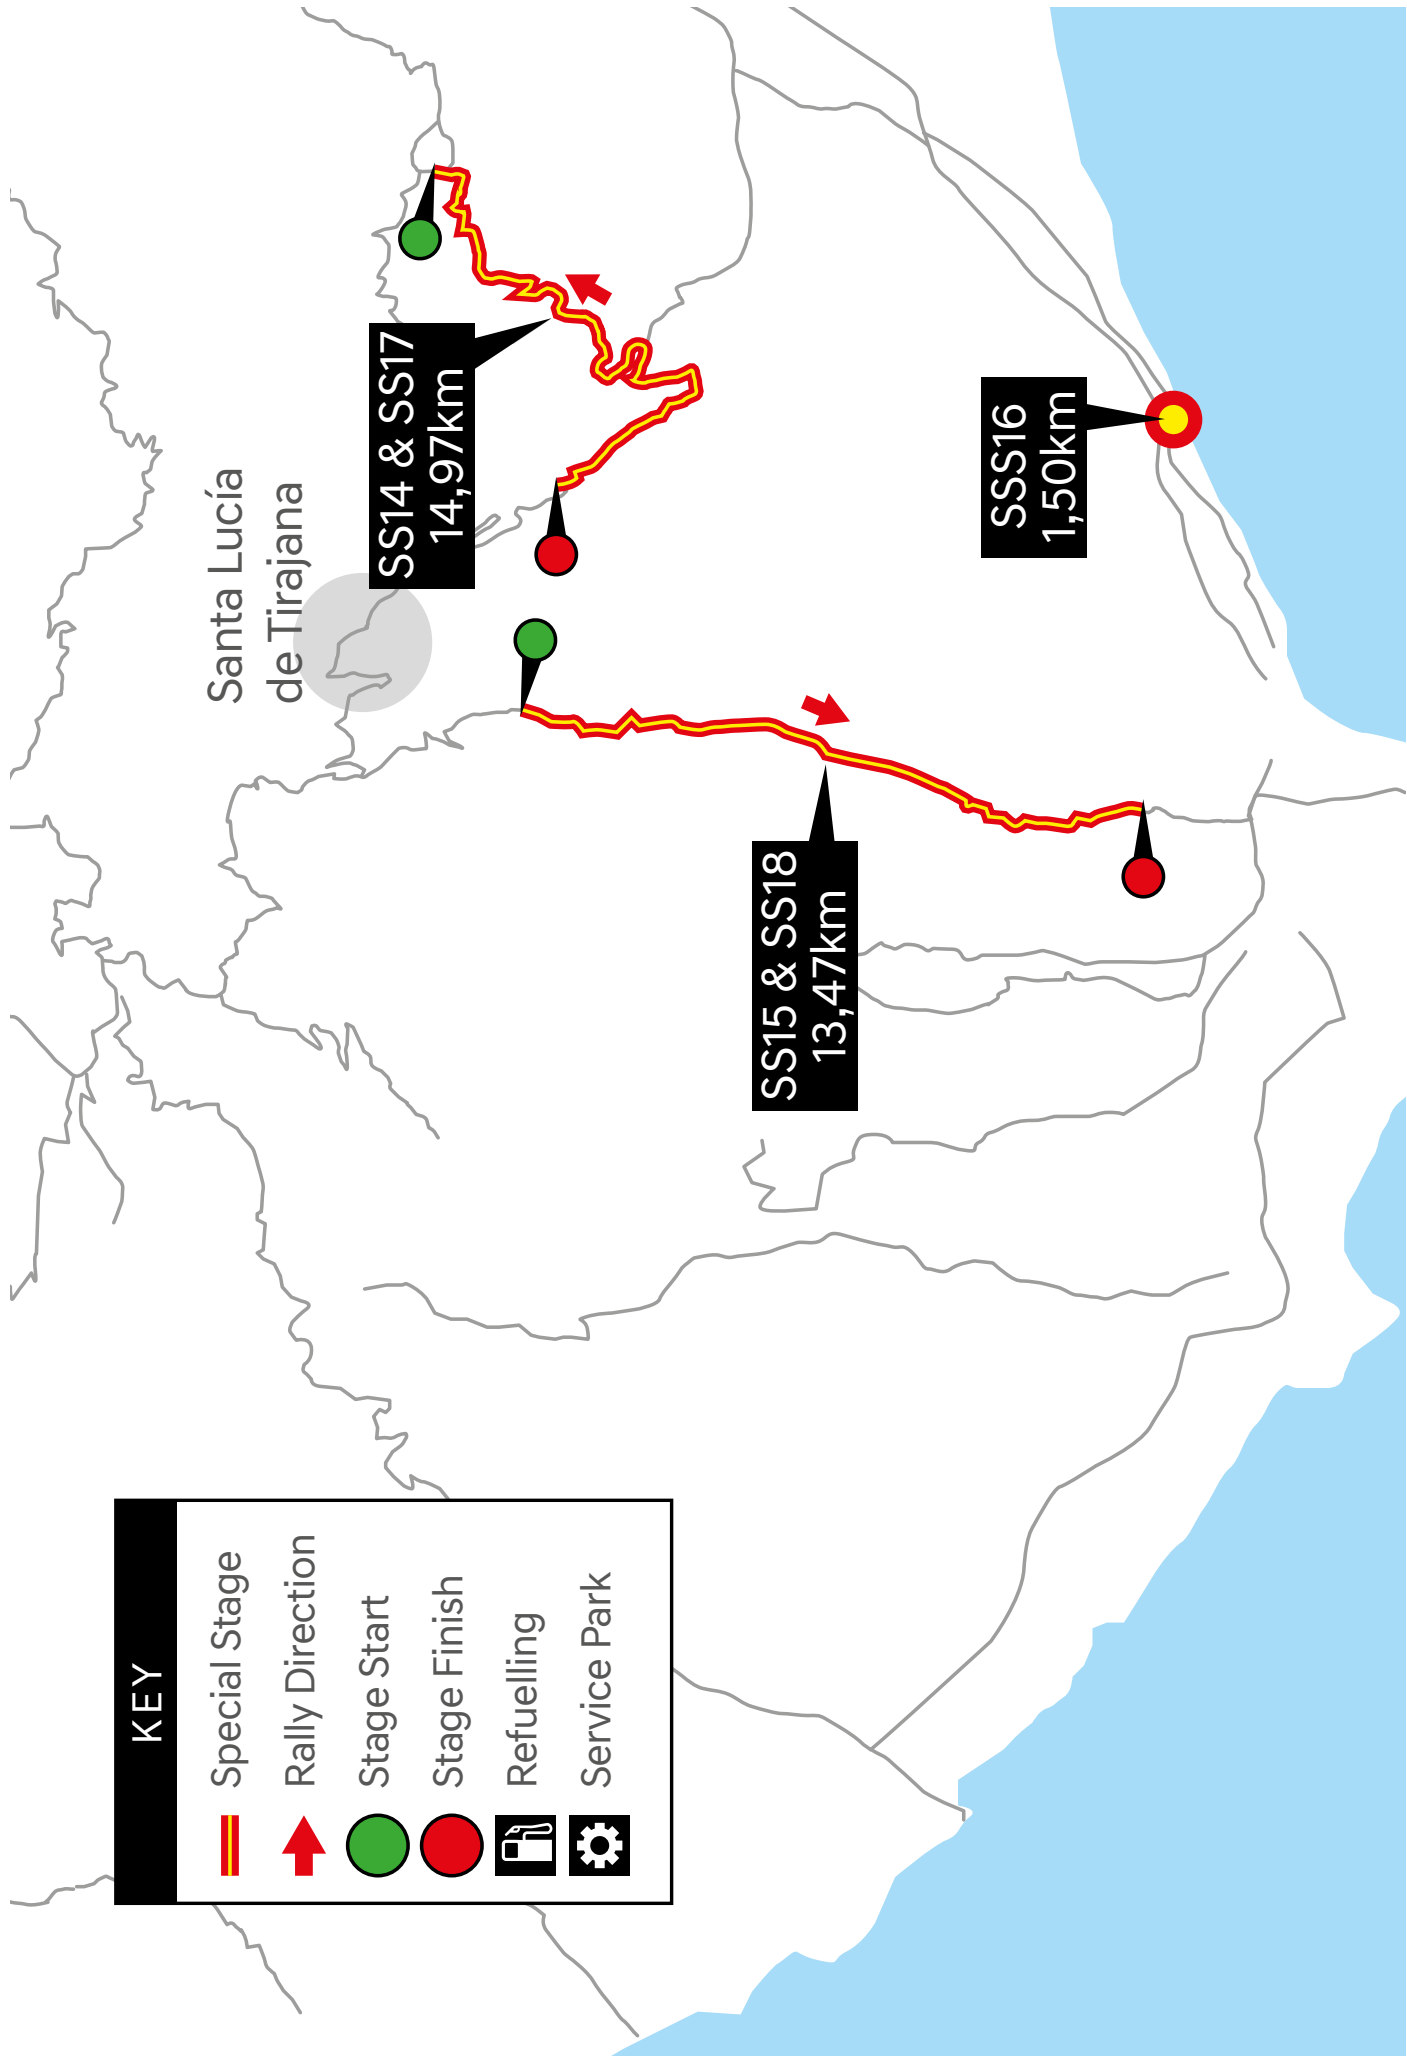 Santa Lucía
de Tirajana
SS14 & SS17
14,97km
SSS16
1,50km
SS15 & SS18
13,47km
KEY
Special Stage
Rally Direction
Stage Start
Stage Finish
Refuelling
Service Park